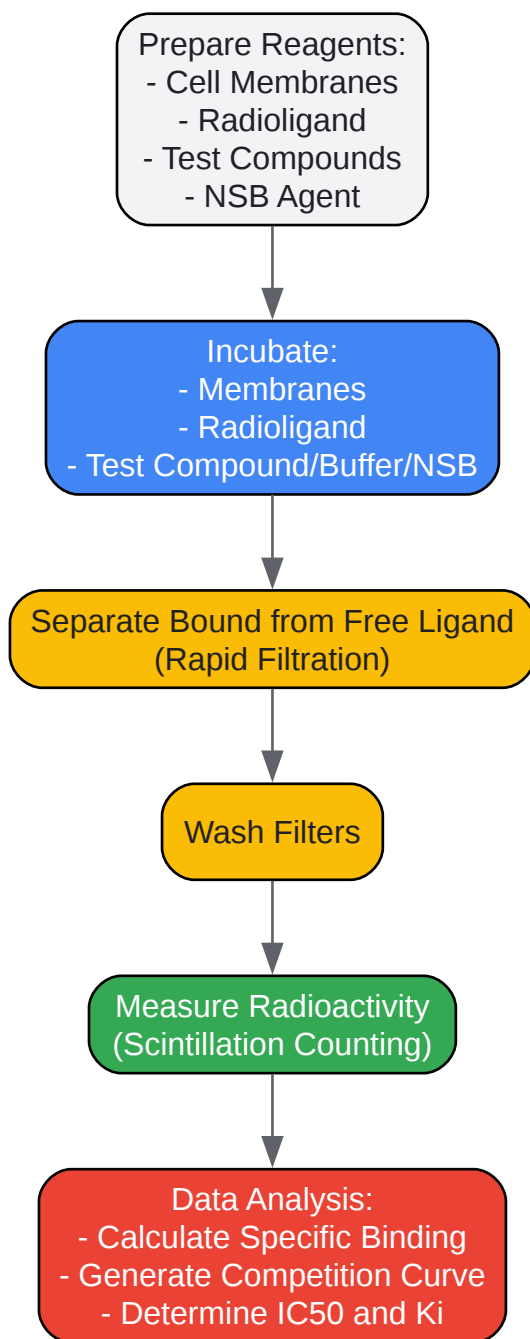 Prepare Reagents:
- Cell Membranes
- Radioligand
- Test Compounds
- NSB Agent
Incubate:
- Membranes
- Radioligand
- Test Compound/Buffer/NSB
Separate Bound from Free Ligand
(Rapid Filtration)
Wash Filters
Measure Radioactivity
(Scintillation Counting)
Data Analysis:
- Calculate Specific Binding
- Generate Competition Curve
- Determine IC50 and Ki